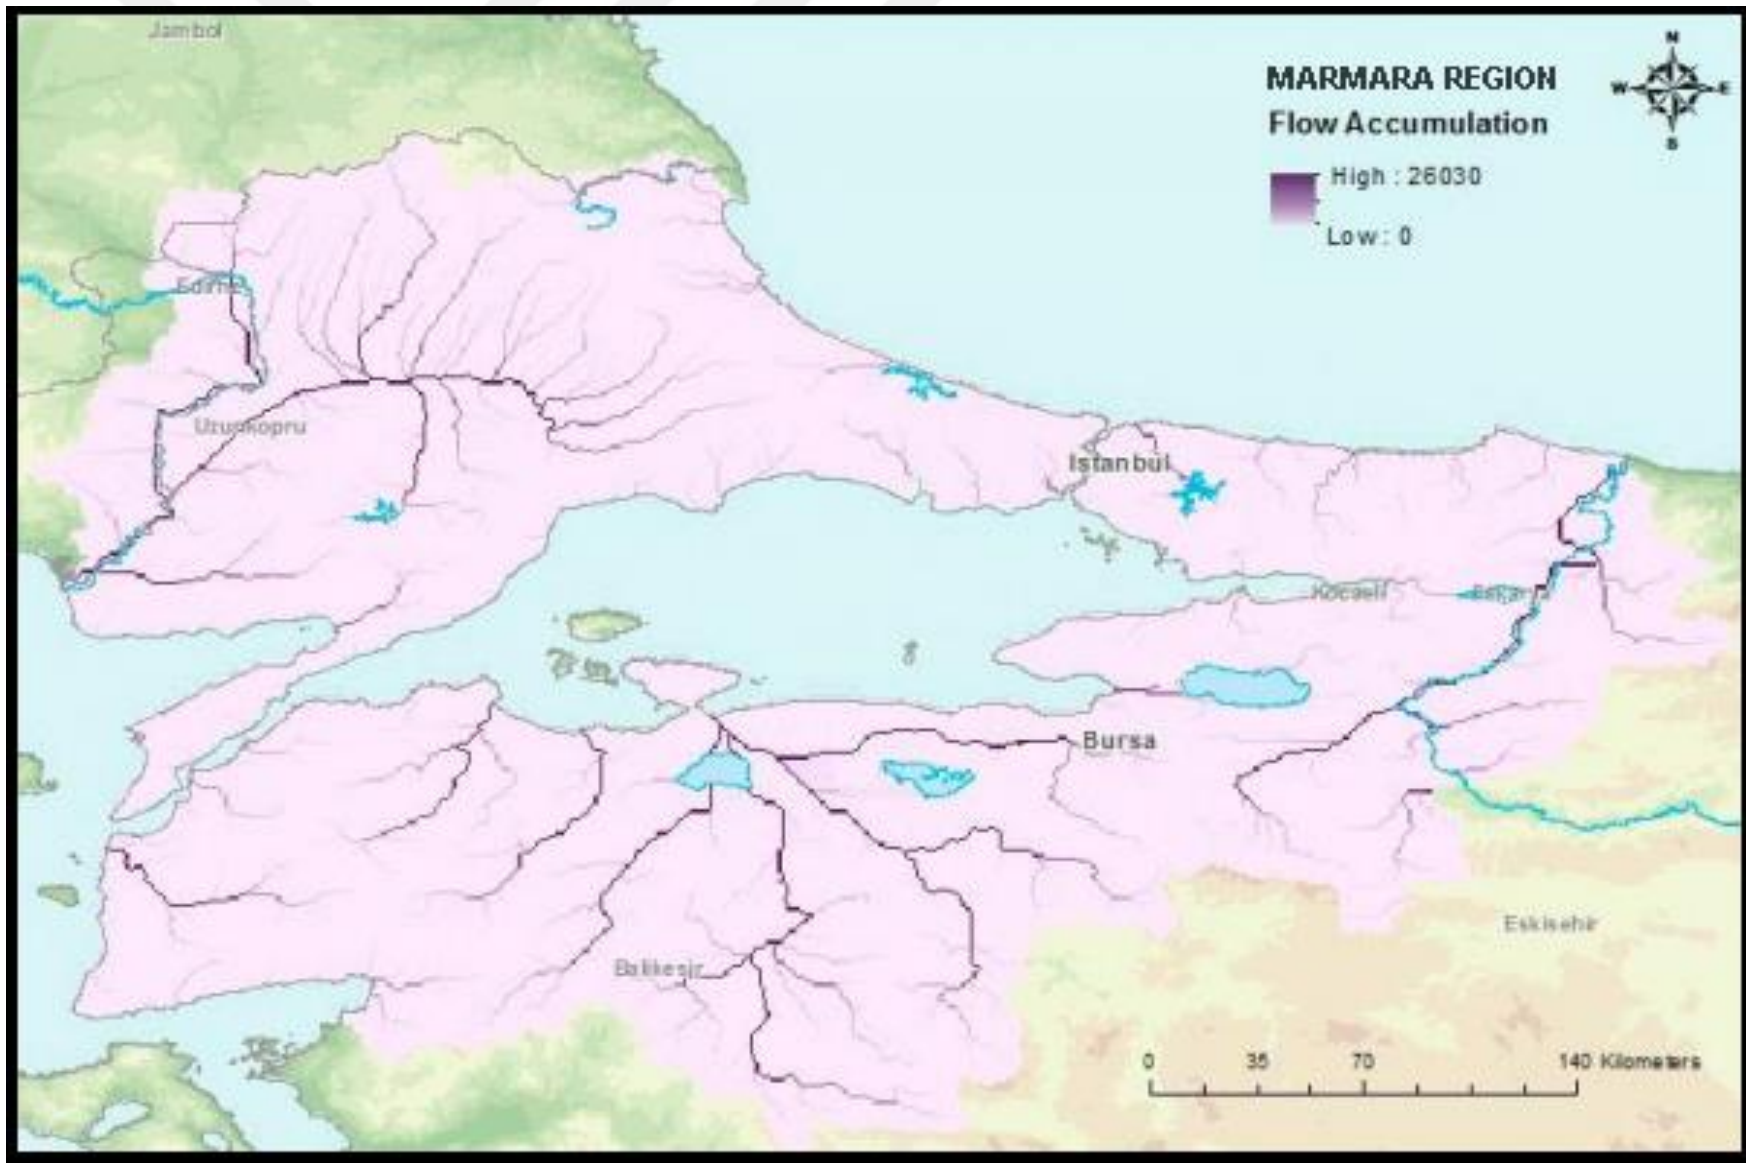 Jambol
N
MARMARA REGION
W E
Flow Accumulation
S
High : 26030
Low : 0
Edirne
Uzunkopru
Istanbul
Kocaeli
Sakarya
Bursa
Eskisehir
Balikesir
0 35 70 140 Kilometers